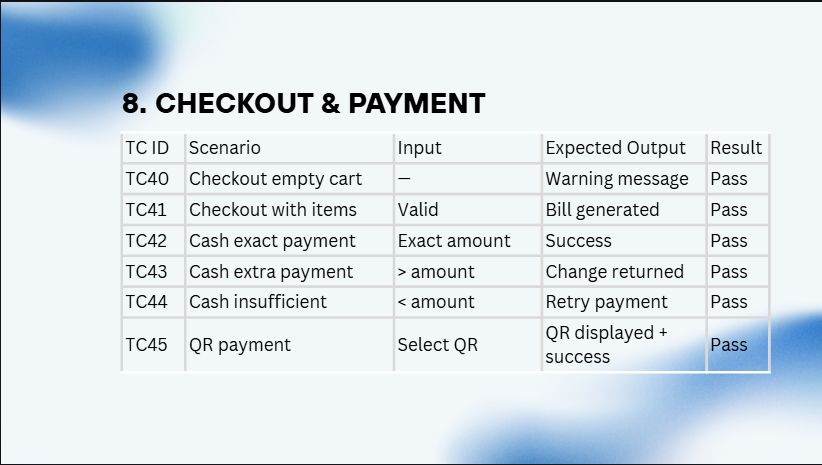 8. CHECKOUT & PAYMENT
TC ID Scenario Input Expected Output Result
TC40 Checkout empty cart — Warning message Pass
TC41 Checkout with items Valid Bill generated Pass
TC42 Cash exact payment Exact amount Success Pass
TC43 Cash extra payment > amount Change returned Pass
TC44 Cash insufficient < amount Retry payment Pass
TC45 QR payment Select QR QR displayed +
success Pass